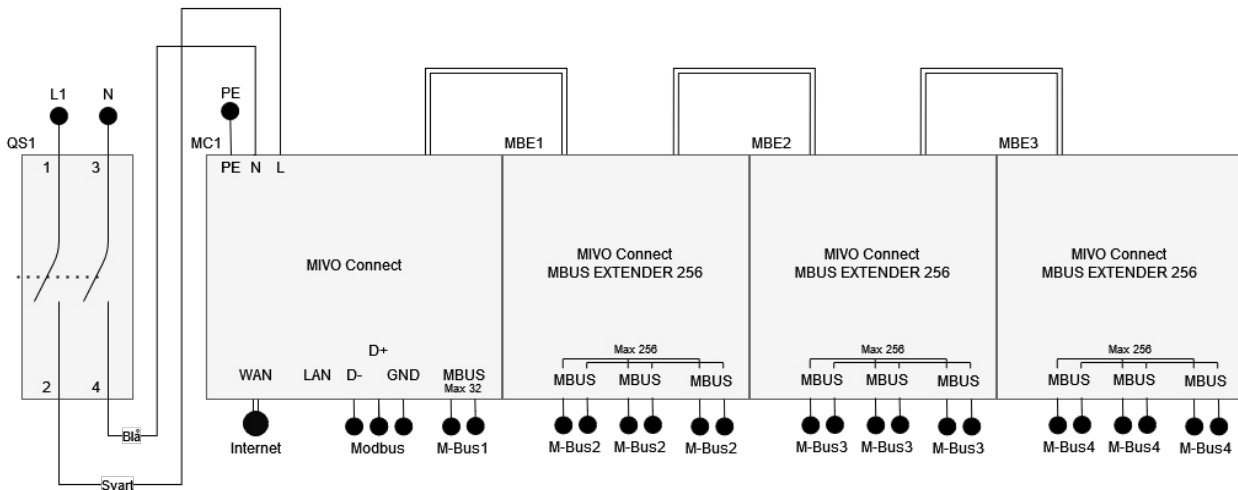 L1 N PE
QS1 MC1 MBE1 MBE2 MBE3
1 3 PE N L
MIVO Connect
MIVO Connect
MBUS EXTENDER 256
MIVO Connect
MBUS EXTENDER 256
MIVO Connect
MBUS EXTENDER 256
D+
Max 256 Max 256 Max 256
2 4 WAN LAN D- GND MBUS MBUS MBUS MBUS MBUS MBUS MBUS MBUS MBUS MBUS
Max 32
Blå
Internet Modbus M-Bus1 M-Bus2 M-Bus2 M-Bus2 M-Bus3 M-Bus3 M-Bus3 M-Bus4 M-Bus4 M-Bus4
Svart